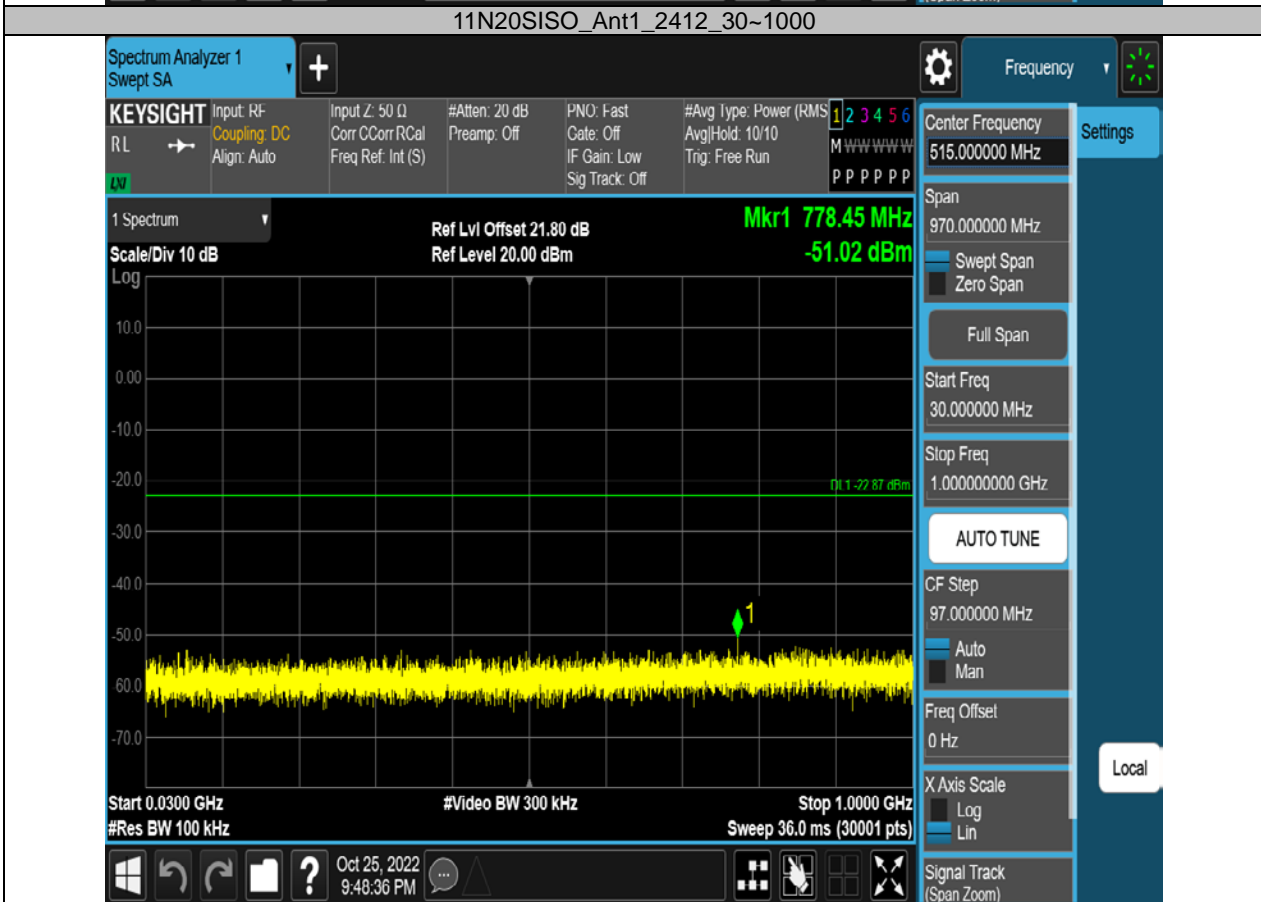 (Span Zoom)
11N20SISO_Ant1_2412_30~1000
Spectrum Analyzer 1
Swept SA
+
Frequency
KEYSIGHT
RL
LXI
Input: RF
Coupling: DC
Align: Auto
Input Z: 50 Ω
Corr CCorr RCal
Freq Ref: Int (S)
#Atten: 20 dB
Preamp: Off
PNO: Fast
Gate: Off
IF Gain: Low
Sig Track: Off
#Avg Type: Power (RMS
Avg|Hold: 10/10
Trig: Free Run
1 2 3 4 5 6
M W W W W W
P P P P P P
Center Frequency
515.000000 MHz
Settings
1 Spectrum
Ref Lvl Offset 21.80 dB
Mkr1 778.45 MHz
Scale/Div 10 dB
Ref Level 20.00 dBm
-51.02 dBm
Log
10.0
0.00
-10.0
-20.0
DL1 -22.87 dBm
-30.0
-40.0
1
-50.0
-60.0
-70.0
Start 0.0300 GHz
#Video BW 300 kHz
Stop 1.0000 GHz
#Res BW 100 kHz
Sweep 36.0 ms (30001 pts)
Span
970.000000 MHz
Swept Span
Zero Span
Full Span
Start Freq
30.000000 MHz
Stop Freq
1.000000000 GHz
AUTO TUNE
CF Step
97.000000 MHz
Auto
Man
Freq Offset
0 Hz
X Axis Scale
Log
Lin
Local
Signal Track
(Span Zoom)
?
Oct 25, 2022
9:48:36 PM